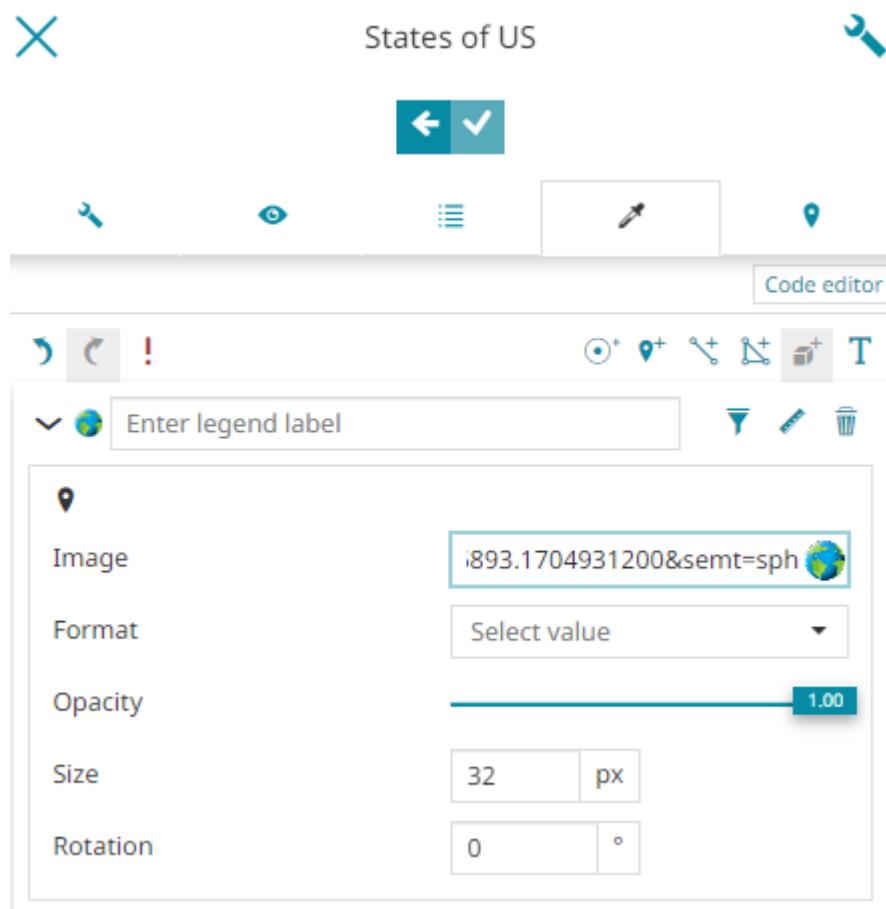 States of US
Code editor
T
Enter legend label
Image
893.1704931200&semt=sph
Format
Select value
Opacity
1.00
Size
32 px
Rotation
0 °